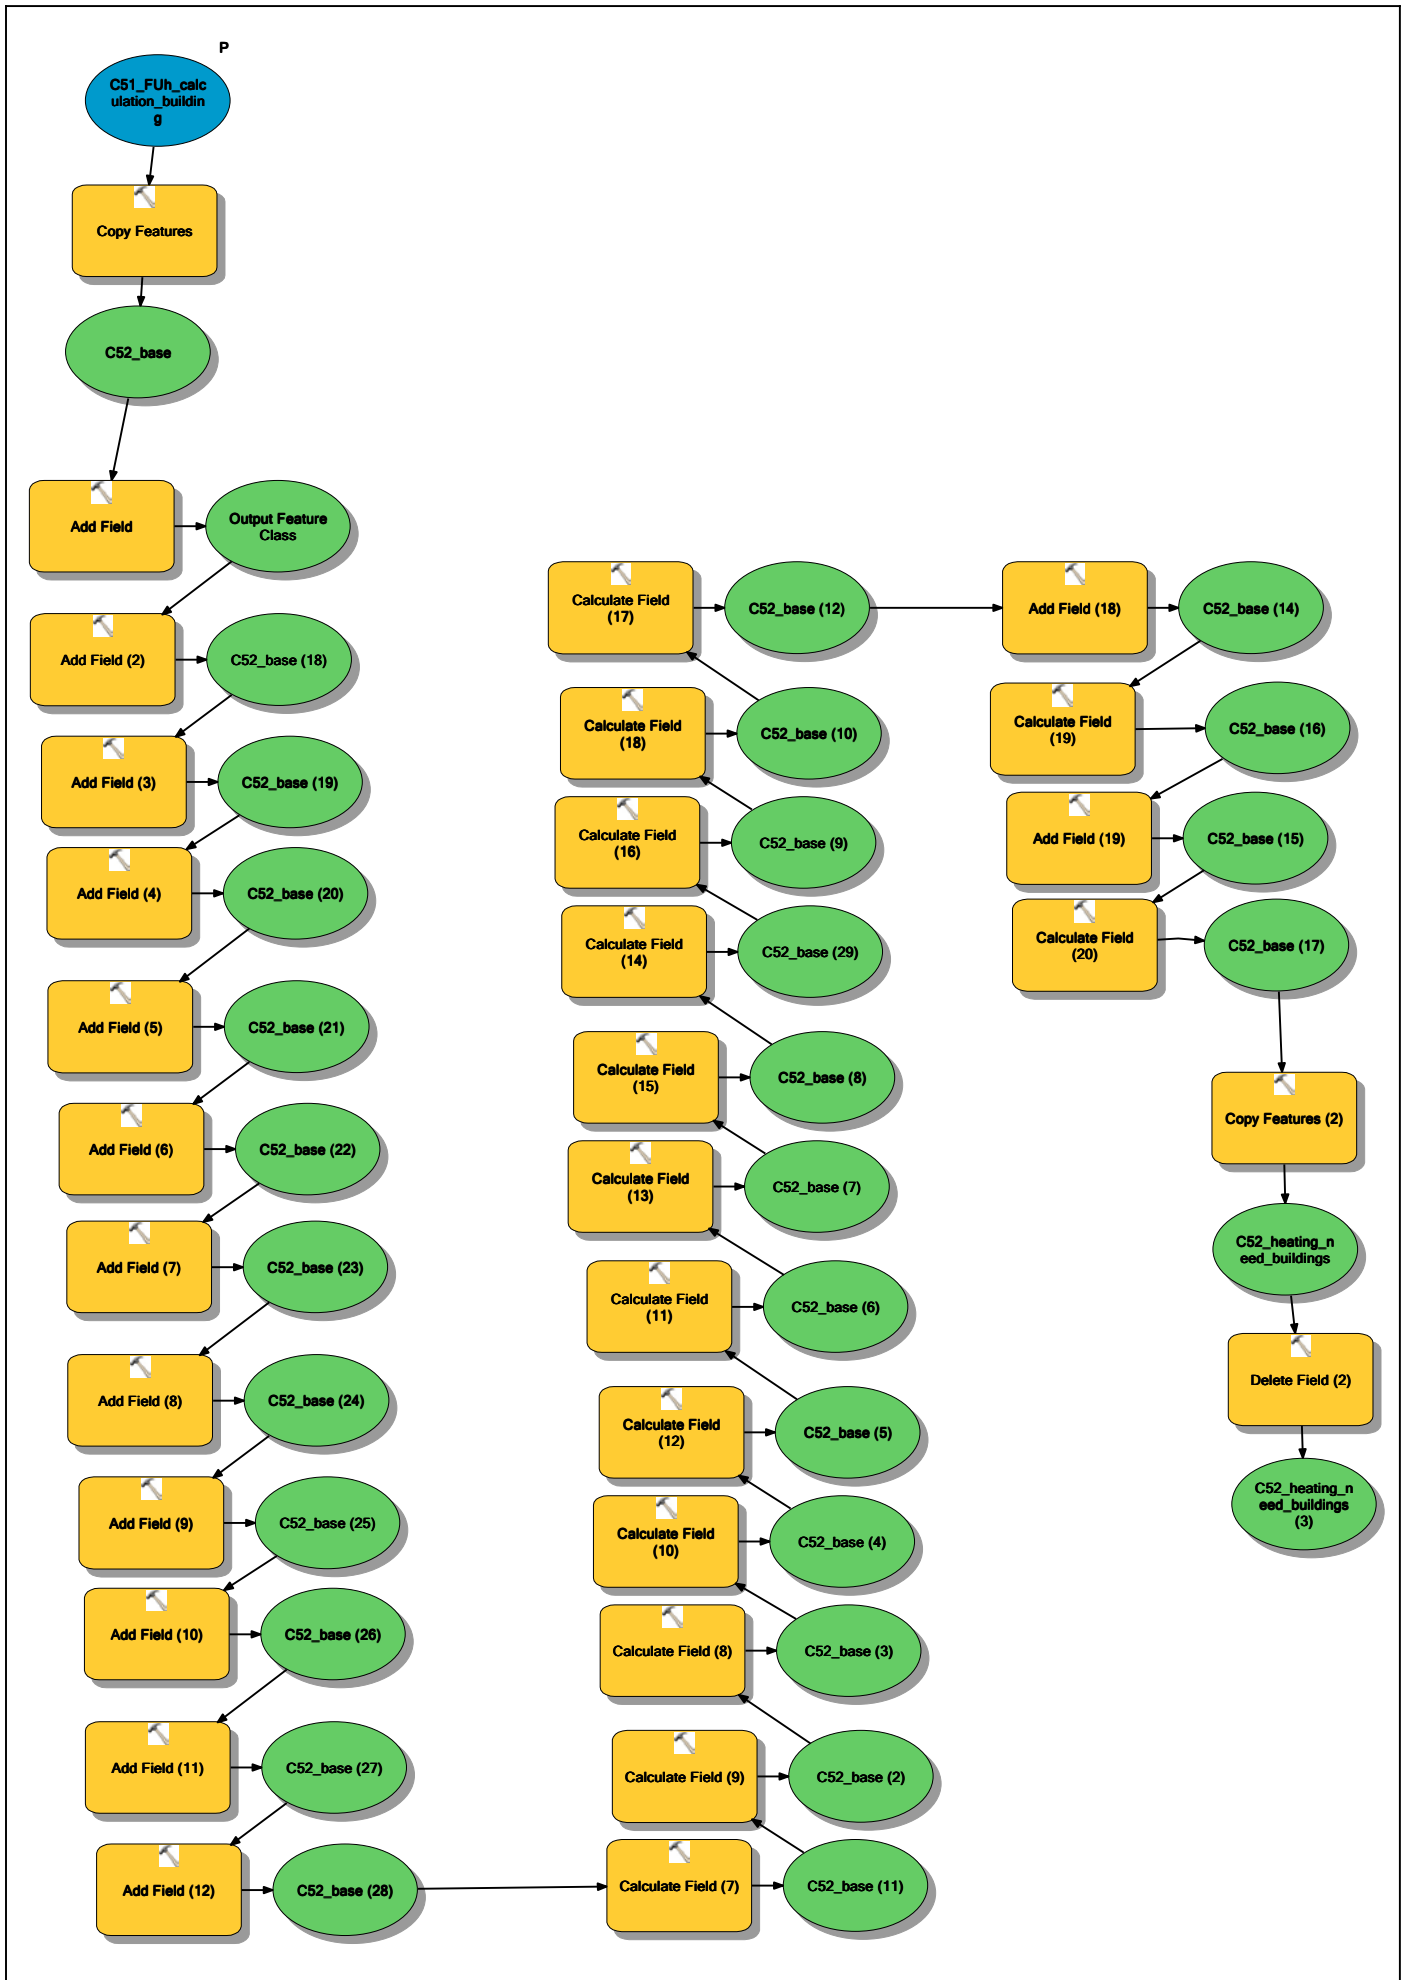 P
C51_FUh_calc
ulation_buildin
g
Copy Features
C52_base
Add Field
Output Feature
Class
Add Field (2)
C52_base (18)
Add Field (3)
C52_base (19)
Add Field (4)
C52_base (20)
Add Field (5)
C52_base (21)
Add Field (6)
C52_base (22)
Add Field (7)
C52_base (23)
Add Field (8)
C52_base (24)
Add Field (9)
C52_base (25)
Add Field (10)
C52_base (26)
Add Field (11)
C52_base (27)
Add Field (12)
C52_base (28)
Calculate Field
(17)
C52_base (12)
Calculate Field
(18)
C52_base (10)
Calculate Field
(16)
C52_base (9)
Calculate Field
(14)
C52_base (29)
Calculate Field
(15)
C52_base (8)
Calculate Field
(13)
C52_base (7)
Calculate Field
(11)
C52_base (6)
Calculate Field
(12)
C52_base (5)
Calculate Field
(10)
C52_base (4)
Calculate Field (8)
C52_base (3)
Calculate Field (9)
C52_base (2)
Calculate Field (7)
C52_base (11)
Add Field (18)
C52_base (14)
Calculate Field
(19)
C52_base (16)
Add Field (19)
C52_base (15)
Calculate Field
(20)
C52_base (17)
Copy Features (2)
C52_heating_n
eed_buildings
Delete Field (2)
C52_heating_n
eed_buildings
(3)